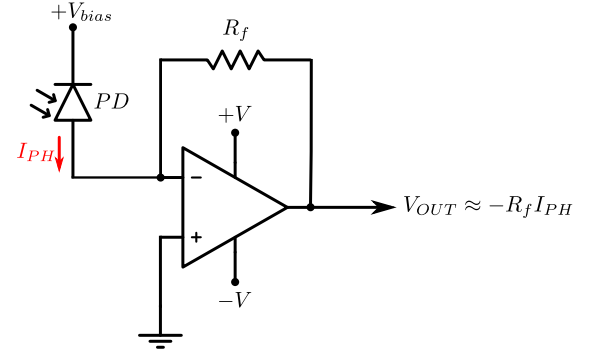 +V_{bias}
R_f
PD
+V
I_{PH}
−
V_{OUT} ≈ −R_f I_{PH}
+
−V